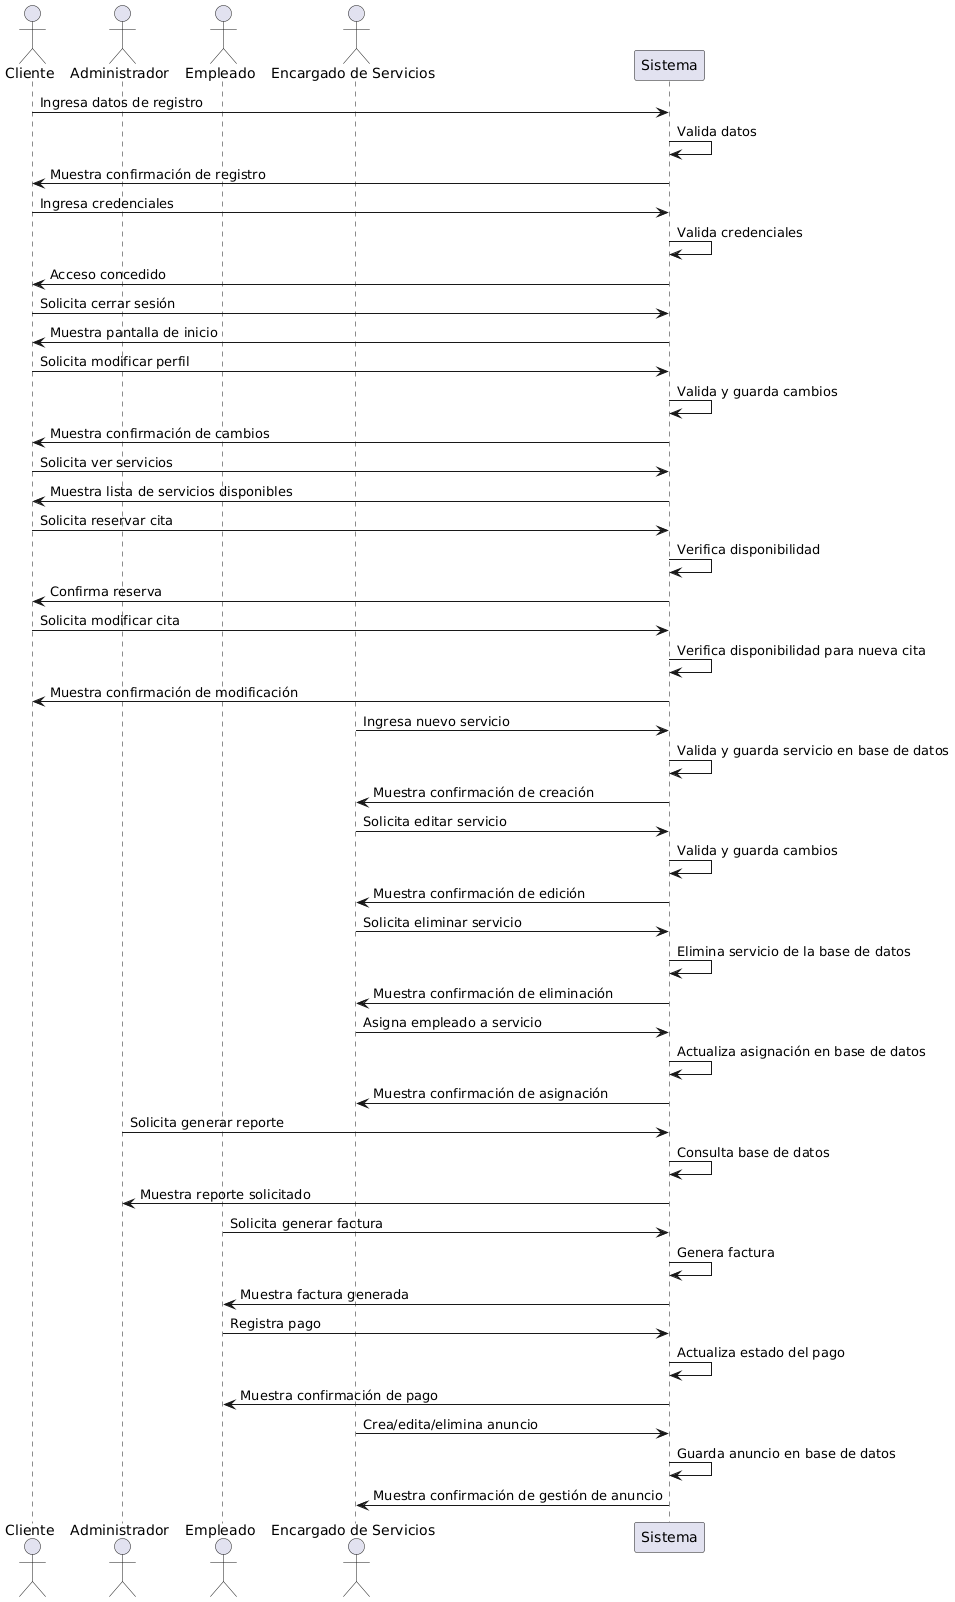 Cliente
Administrador
Empleado
Encargado de Servicios
Sistema
Ingresa datos de registro
Valida datos
Muestra confirmación de registro
Ingresa credenciales
Valida credenciales
Acceso concedido
Solicita cerrar sesión
Muestra pantalla de inicio
Solicita modificar perfil
Valida y guarda cambios
Muestra confirmación de cambios
Solicita ver servicios
Muestra lista de servicios disponibles
Solicita reservar cita
Verifica disponibilidad
Confirma reserva
Solicita modificar cita
Verifica disponibilidad para nueva cita
Muestra confirmación de modificación
Ingresa nuevo servicio
Valida y guarda servicio en base de datos
Muestra confirmación de creación
Solicita editar servicio
Valida y guarda cambios
Muestra confirmación de edición
Solicita eliminar servicio
Elimina servicio de la base de datos
Muestra confirmación de eliminación
Asigna empleado a servicio
Actualiza asignación en base de datos
Muestra confirmación de asignación
Solicita generar reporte
Consulta base de datos
Muestra reporte solicitado
Solicita generar factura
Genera factura
Muestra factura generada
Registra pago
Actualiza estado del pago
Muestra confirmación de pago
Crea/edita/elimina anuncio
Guarda anuncio en base de datos
Muestra confirmación de gestión de anuncio
Cliente
Administrador
Empleado
Encargado de Servicios
Sistema